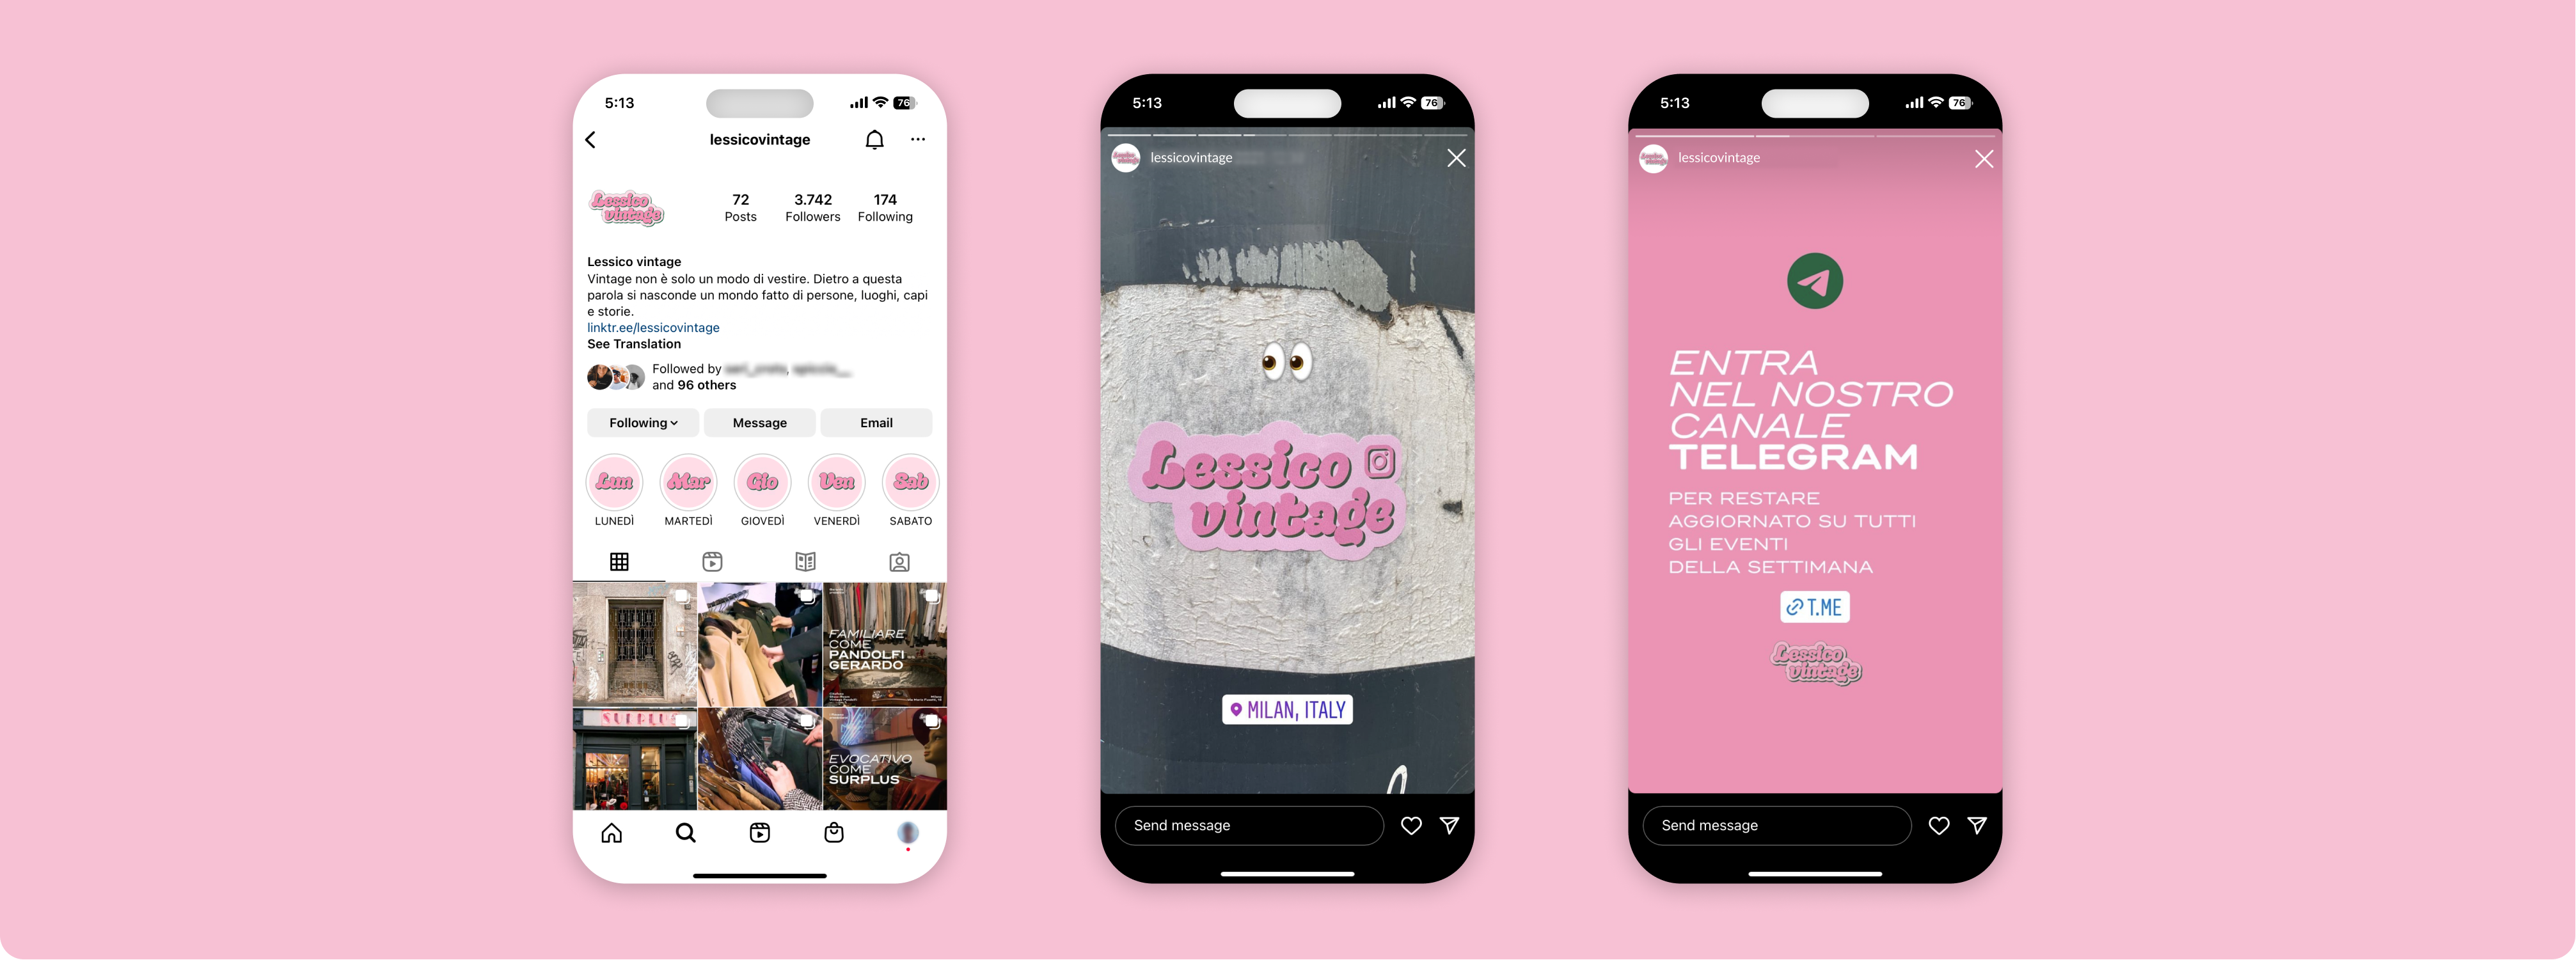 5:13
76
lessicovintage
Lessico
vintage
72
Posts
3.742
Followers
174
Following
Lessico vintage
Vintage non è solo un modo di vestire. Dietro a questa
parola si nasconde un mondo fatto di persone, luoghi, capi
e storie.
linktr.ee/lessicovintage
See Translation
Followed by
and 96 others
Following
Message
Email
Lun
Mar
Gio
Ven
Sab
LUNEDÌ
MARTEDÌ
GIOVEDÌ
VENERDÌ
SABATO
FAMILIARE
COME
PANDOLFI
GERARDO
SURPLU
EVOCATIVO
COME
SURPLUS
5:13
76
Lessico
vintage
lessicovintage
Lessico
vintage
MILAN, ITALY
Send message
5:13
76
Lessico
vintage
lessicovintage
ENTRA
NEL NOSTRO
CANALE
TELEGRAM
PER RESTARE
AGGIORNATO SU TUTTI
GLI EVENTI
DELLA SETTIMANA
T.ME
Lessico
vintage
Send message